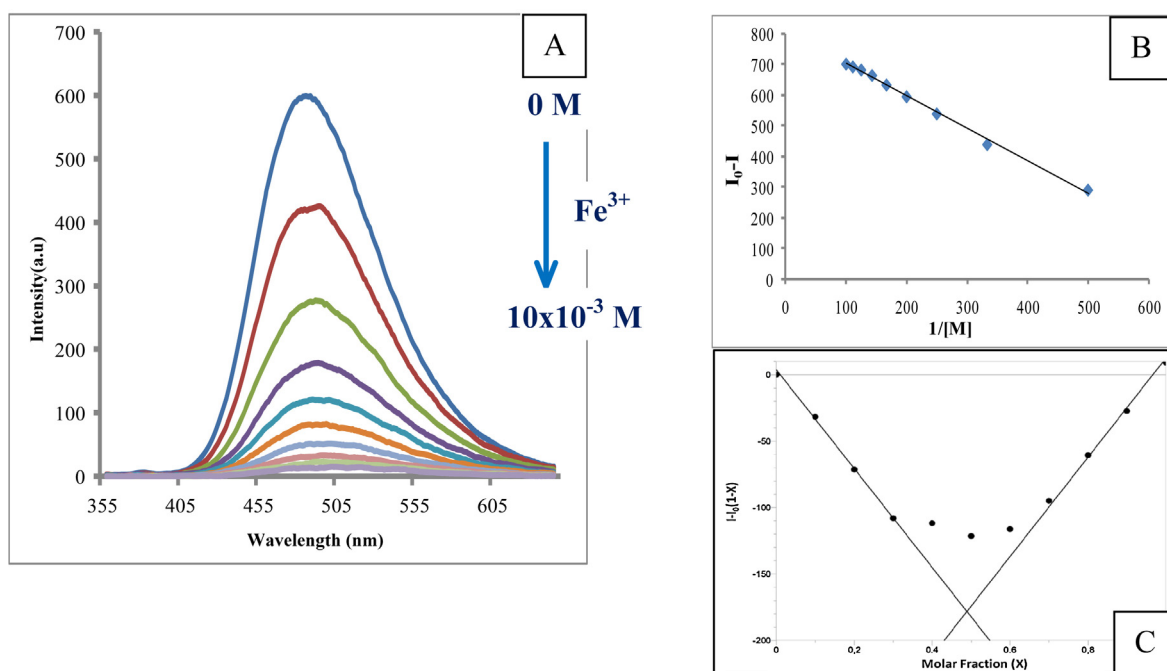 A
700
600
500
400
300
200
100
0
355 405 455 505 555 605
Intensity(a.u)
Wavelength (nm)
0 M
Fe³⁺
10x10⁻³ M
B
800
700
600
500
400
300
200
100
0
0 100 200 300 400 500 600
I₀-I
1/[M]
0
-50
-100
-150
-200
0 0,2 0.4 0.6 0,8
I-I₀(1-X)
Molar Fraction (X)
C